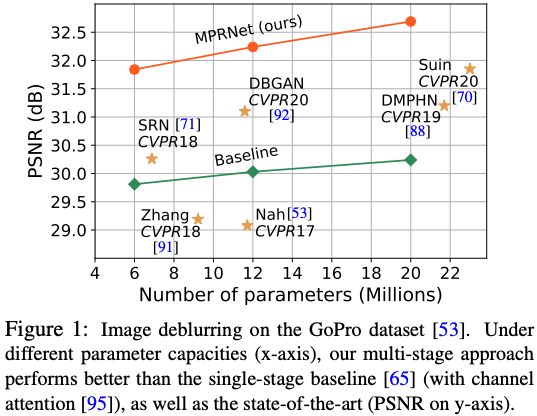 32.5
32.0
31.5
31.0
30.5
30.0
29.5
29.0
PSNR (dB)
MPRNet (ours)
Suin
CVPR20
[70]
DBGAN
CVPR20
[92]
DMPHN
CVPR19
[88]
SRN [71]
CVPR18
Baseline
Zhang
CVPR18
[91]
Nah[53]
CVPR17
4 6 8 10 12 14 16 18 20 22
Number of parameters (Millions)
Figure 1: Image deblurring on the GoPro dataset [53]. Under
different parameter capacities (x-axis), our multi-stage approach
performs better than the single-stage baseline [65] (with channel
attention [95]), as well as the state-of-the-art (PSNR on y-axis).